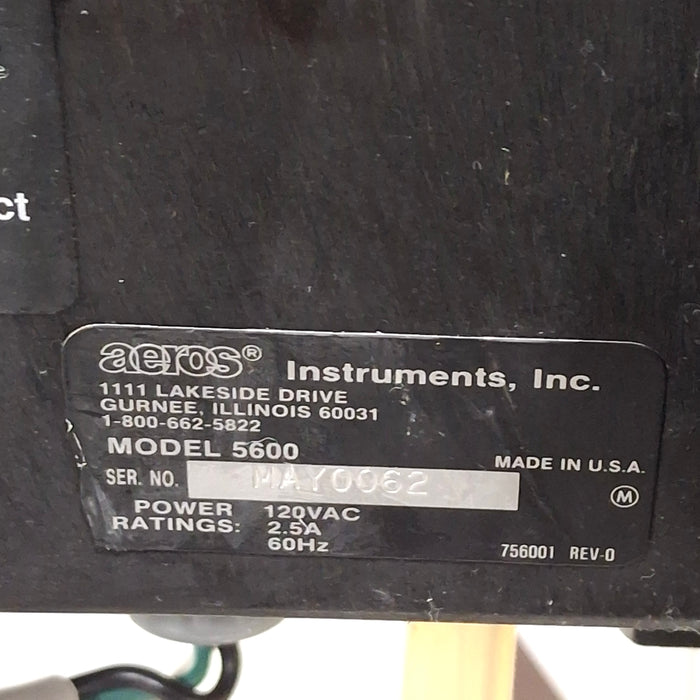 ct
aeros® Instruments, Inc.
1111 LAKESIDE DRIVE
GURNEE, ILLINOIS 60031
1-800-662-5822
MODEL 5600
MADE IN U.S.A.
SER. NO. MAY0062
M
POWER RATINGS: 120VAC
2.5A
60Hz
756001 REV-0